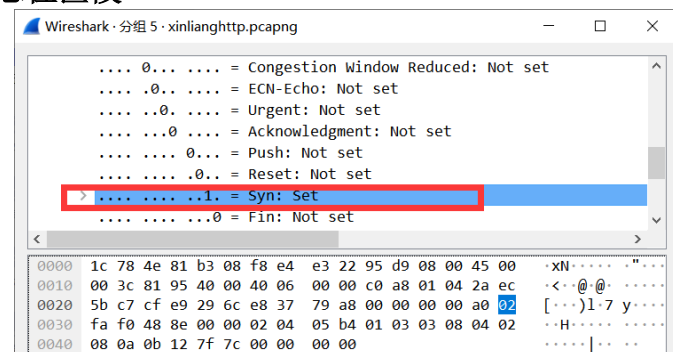 Wireshark · 分组 5 · xinlianghttp.pcapng
.... 0... .... = Congestion Window Reduced: Not set
.... .0.. .... = ECN-Echo: Not set
.... ..0. .... = Urgent: Not set
.... ...0 .... = Acknowledgment: Not set
.... .... 0... = Push: Not set
.... .... .0.. = Reset: Not set
> .... .... ..1. = Syn: Set
.... .... ...0 = Fin: Not set
0000 1c 78 4e 81 b3 08 f8 e4 e3 22 95 d9 08 00 45 00 ·xN····· ·"····E·
0010 00 3c 81 95 40 00 40 06 00 00 c0 a8 01 04 2a ec ·<··@·@· ····
0020 5b c7 cf e9 29 6c e8 37 79 a8 00 00 00 00 a0 02 [···)l·7 y····
0030 fa f0 48 8e 00 00 02 04 05 b4 01 03 03 08 04 02 ··H····· ····
0040 08 0a 0b 12 7f 7c 00 00 00 00 ·····|·· ··